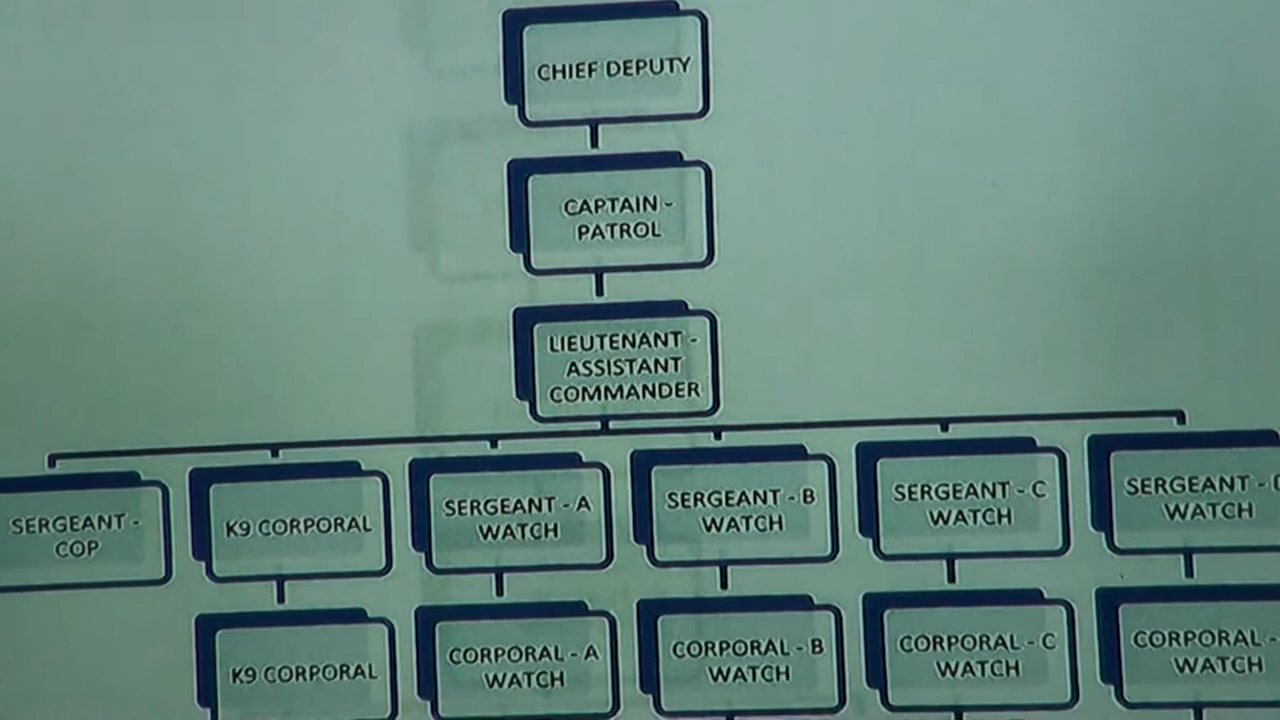 CHIEF DEPUTY
CAPTAIN -
PATROL
LIEUTENANT -
ASSISTANT
COMMANDER
SERGEANT -
COP
K9 CORPORAL
SERGEANT - A
WATCH
SERGEANT - B
WATCH
SERGEANT - C
WATCH
SERGEANT -
WATCH
K9 CORPORAL
CORPORAL - A
WATCH
CORPORAL - B
WATCH
CORPORAL - C
WATCH
CORPORAL -
WATCH